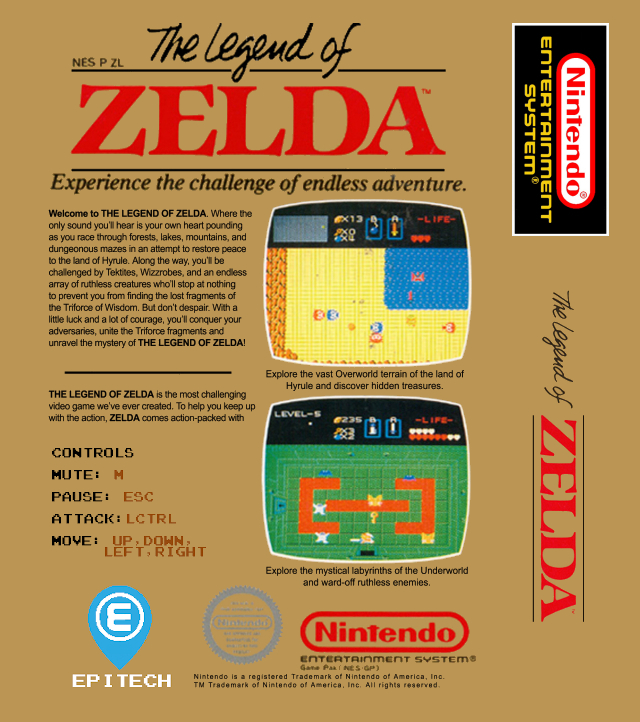 The Legend of
NES P ZL
ZELDA™
Experience the challenge of endless adventure.
Welcome to THE LEGEND OF ZELDA. Where the
only sound you'll hear is your own heart pounding
as you race through forests, lakes, mountains, and
dungeonous mazes in an attempt to restore peace
to the land of Hyrule. Along the way, you'll be
challenged by Tektites, Wizzrobes, and an endless
array of ruthless creatures who'll stop at nothing
to prevent you from finding the lost fragments of
the Triforce of Wisdom. But don't despair. With a
little luck and a lot of courage, you'll conquer your
adversaries, unite the Triforce fragments and
unravel the mystery of THE LEGEND OF ZELDA!
THE LEGEND OF ZELDA is the most challenging
video game we've ever created. To help you keep up
with the action, ZELDA comes action-packed with
CONTROLS
MUTE: M
PAUSE: ESC
ATTACK: LCTRL
MOVE: UP,DOWN,
LEFT,RIGHT
X13 B A -LIFE-
X0
X4
Explore the vast Overworld terrain of the land of
Hyrule and discover hidden treasures.
LEVEL-5
235 B A -LIFE-
X3
X2
Explore the mystical labyrinths of the Underworld
and ward-off ruthless enemies.
E
EPITECH
Nintendo
Nintendo
ENTERTAINMENT SYSTEM®
Game Pak (NES-GP)
Nintendo is a registered Trademark of Nintendo of America, Inc.
TM Trademark of Nintendo of America, Inc. All rights reserved.
Nintendo®
ENTERTAINMENT
SYSTEM®
The Legend of
ZELDA™